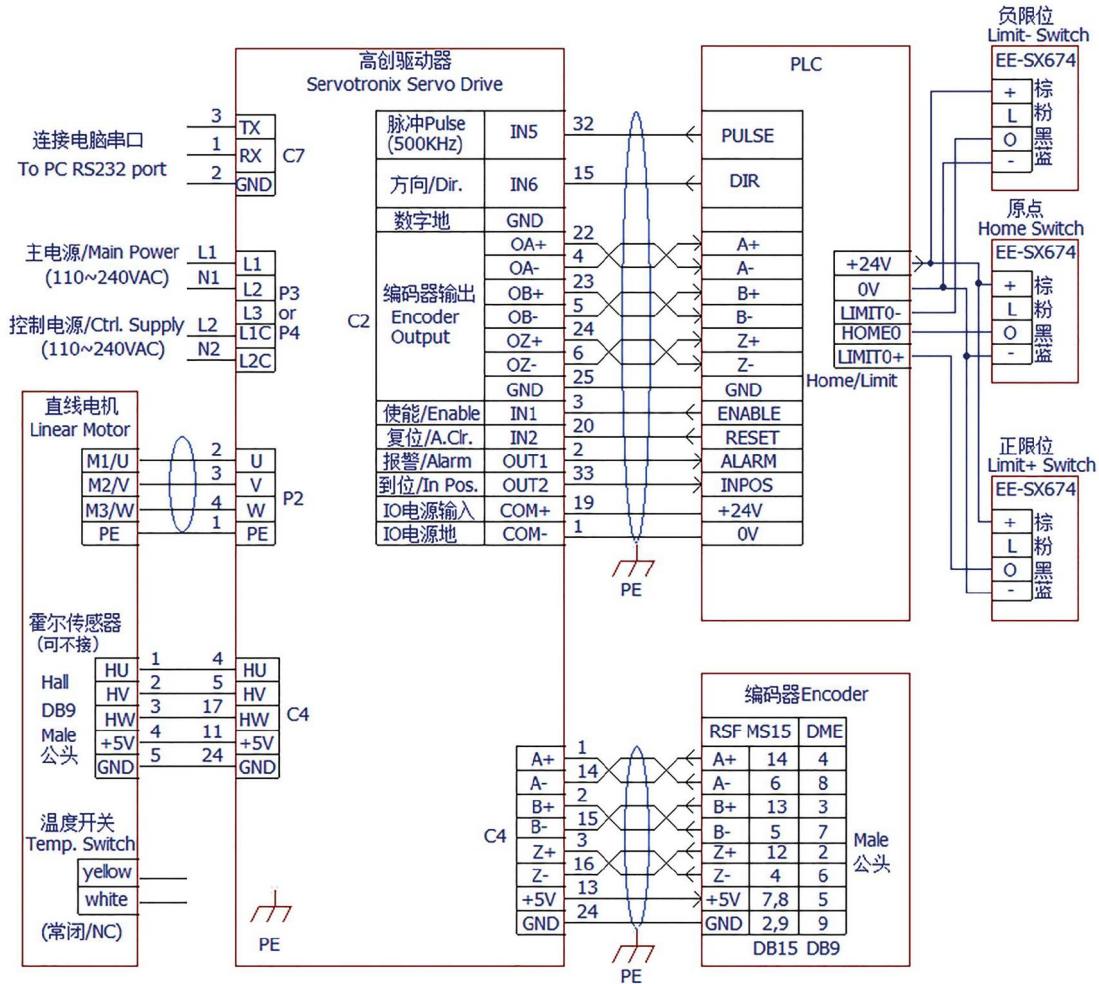 负限位
Limit- Switch
EE-SX674
+ 棕
L 粉
O 黑
- 蓝
原点
Home Switch
EE-SX674
+ 棕
L 粉
O 黑
- 蓝
正限位
Limit+ Switch
EE-SX674
+ 棕
L 粉
O 黑
- 蓝
高创驱动器
Servotronix Servo Drive
PLC
连接电脑串口
To PC RS232 port
3 TX
1 RX
2 GND
C7
主电源/Main Power
(110~240VAC)
控制电源/Ctrl. Supply
(110~240VAC)
L1 L1
N1 L2
L3
L2 L1C
N2 L2C
P3
or
P4
C2
脉冲Pulse
(500KHz)
IN5 32 PULSE
方向/Dir. IN6 15 DIR
数字地 GND
编码器输出
Encoder
Output
OA+ 22 A+
OA- 4 A-
OB+ 23 B+
OB- 5 B-
OZ+ 24 Z+
OZ- 6 Z-
GND 25 GND
使能/Enable IN1 3 ENABLE
复位/A.Clr. IN2 20 RESET
报警/Alarm OUT1 2 ALARM
到位/In Pos. OUT2 33 INPOS
IO电源输入 COM+ 19 +24V
IO电源地 COM- 1 0V
PE
+24V
0V
LIMIT0-
HOME0
LIMIT0+
Home/Limit
直线电机
Linear Motor
M1/U 2 U
M2/V 3 V
M3/W 4 W
PE 1 PE
P2
霍尔传感器
(可不接)
Hall
DB9
Male
公头
HU 1 4 HU
HV 2 5 HV
HW 3 17 HW
+5V 4 11 +5V
GND 5 24 GND
C4
温度开关
Temp. Switch
yellow
white
(常闭/NC)
PE
编码器Encoder
RSF MS15 DME
C4
A+ 1 A+ 14 4
A- 14 A- 6 8
B+ 2 B+ 13 3
B- 15 B- 5 7
Z+ 3 Z+ 12 2
Z- 16 Z- 4 6
+5V 13 +5V 7,8 5
GND 24 GND 2,9 9
Male
公头
DB15 DB9
PE